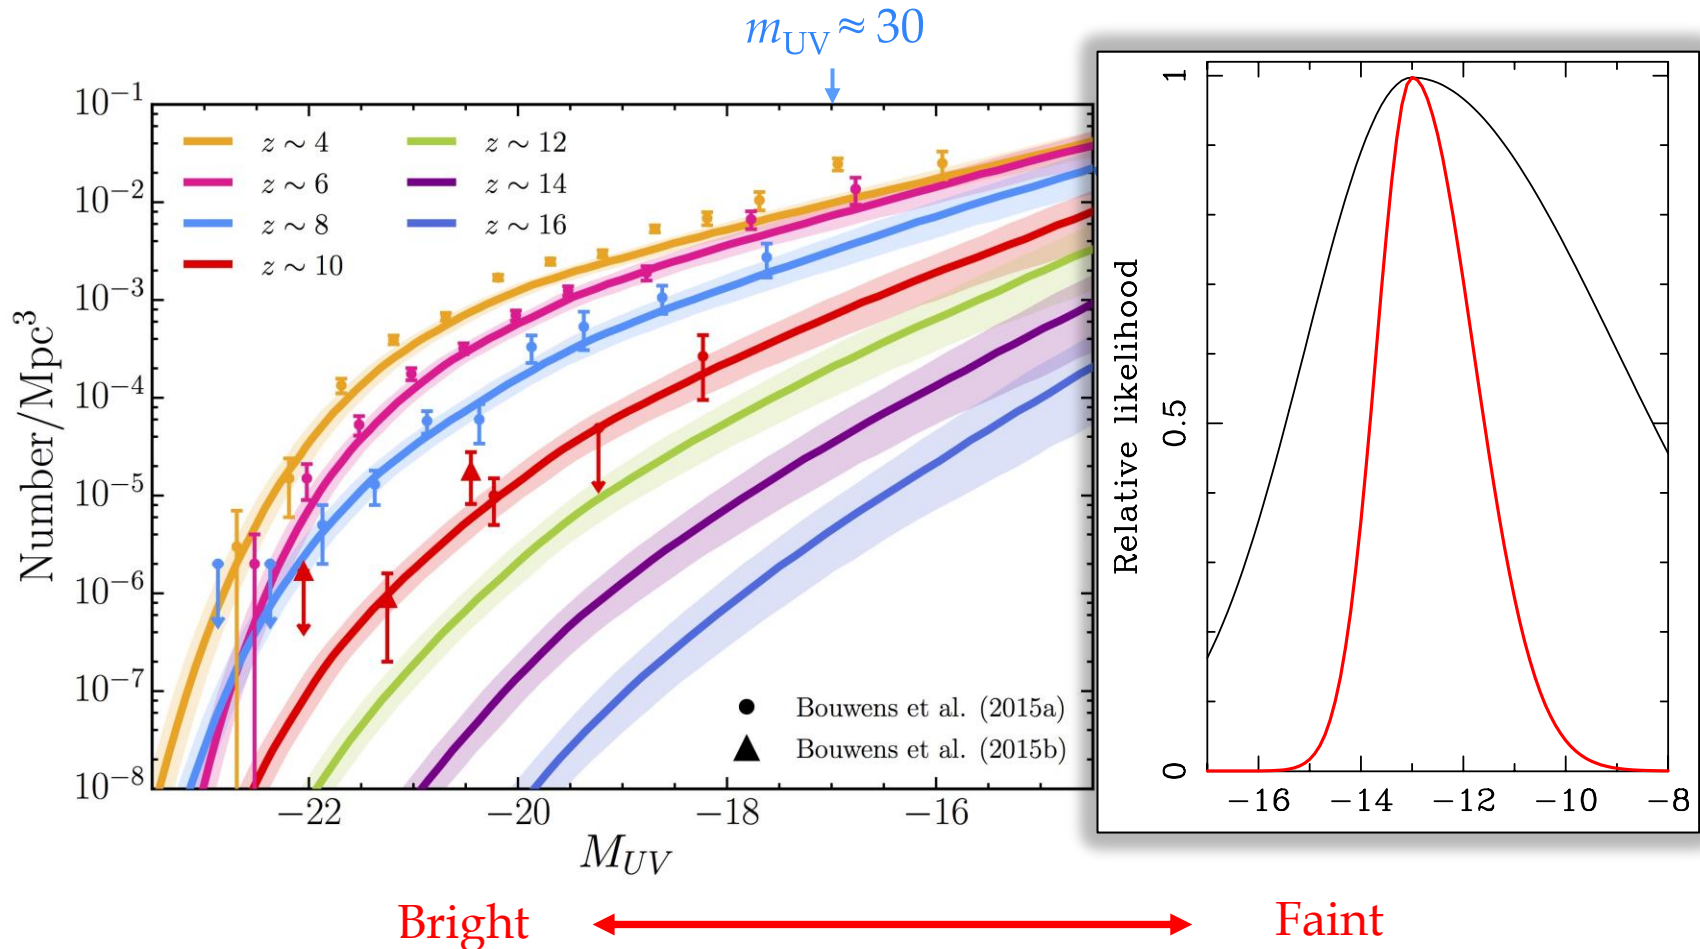 m_UV ≈ 30
10^−1
10^−2
10^−3
10^−4
10^−5
10^−6
10^−7
10^−8
Number/Mpc^3
z ∼ 4
z ∼ 6
z ∼ 8
z ∼ 10
z ∼ 12
z ∼ 14
z ∼ 16
Bouwens et al. (2015a)
Bouwens et al. (2015b)
−22 −20 −18 −16
M_UV
Relative likelihood
1
0.5
0
−16 −14 −12 −10 −8
Bright Faint